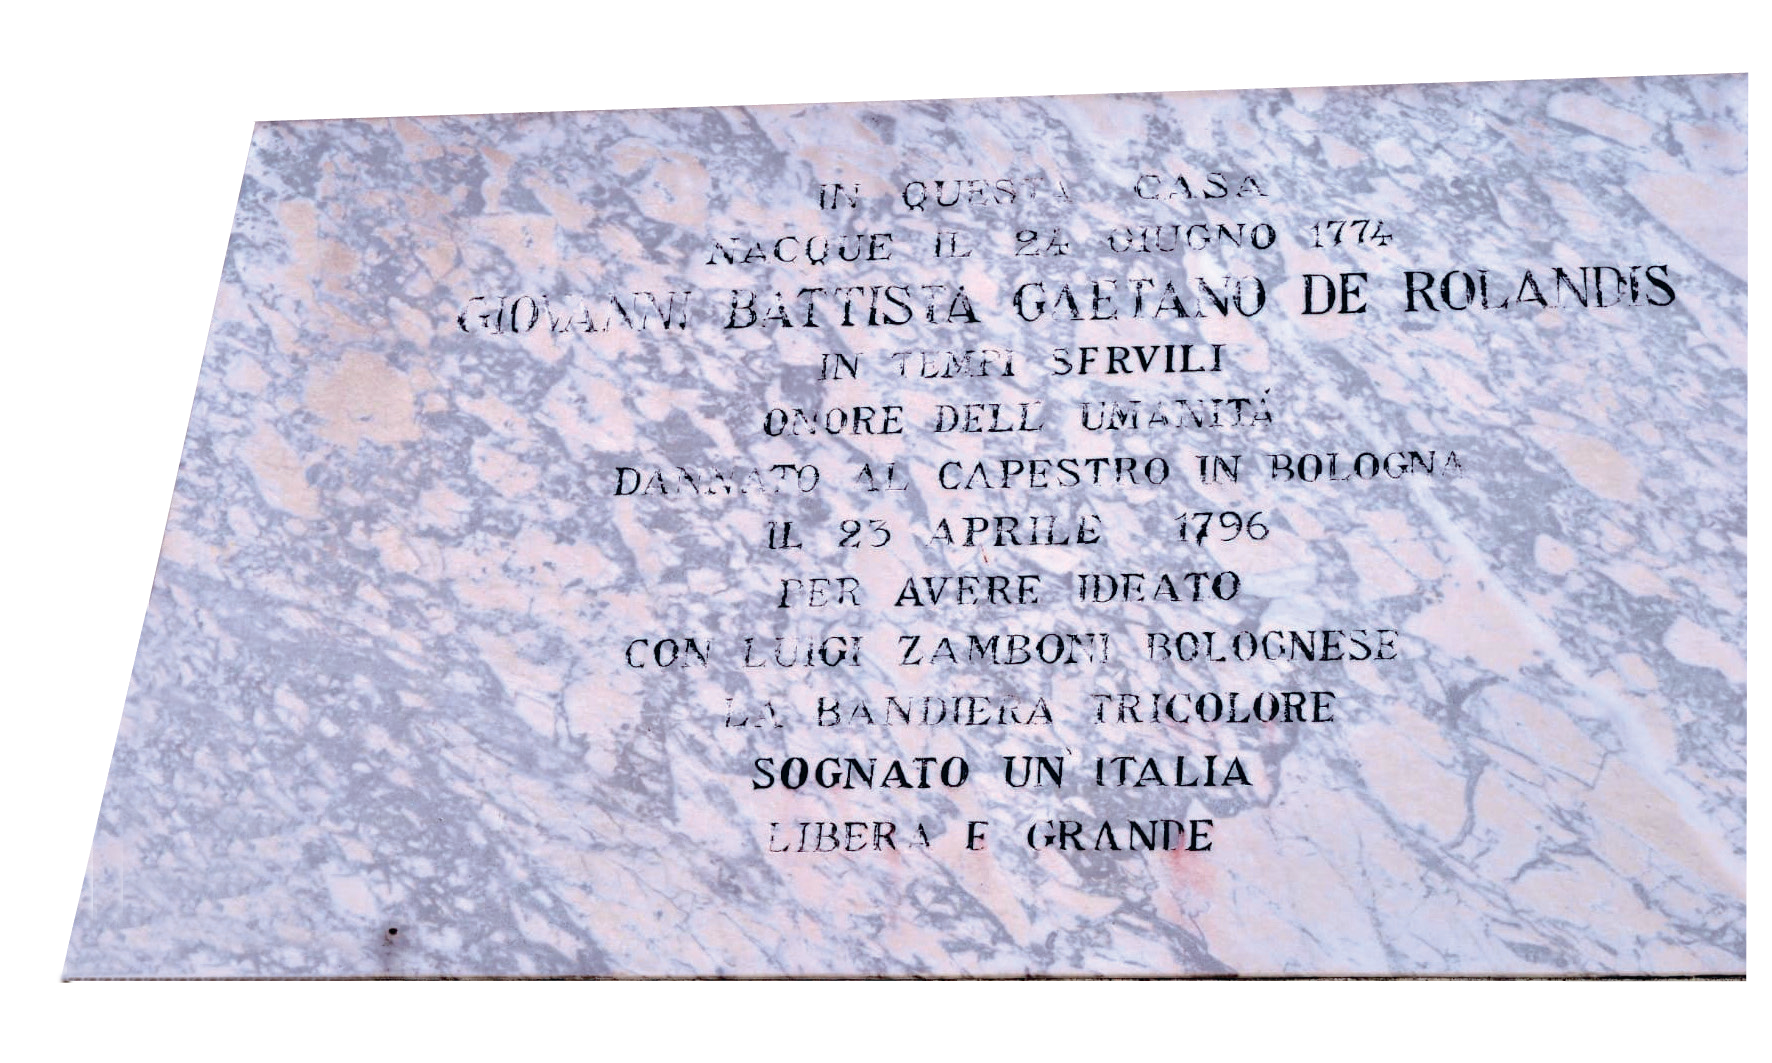 IN QUESTA CASA
NACQUE IL 24 GIUGNO 1774
GIOVANNI BATTISTA GAETANO DE ROLANDIS
IN TEMPI SERVILI
ONORE DELL UMANITÁ
DANNATO AL CAPESTRO IN BOLOGNA
IL 23 APRILE 1796
PER AVERE IDEATO
CON LUIGI ZAMBONI BOLOGNESE
LA BANDIERA TRICOLORE
SOGNATO UN'ITALIA
LIBERA E GRANDE